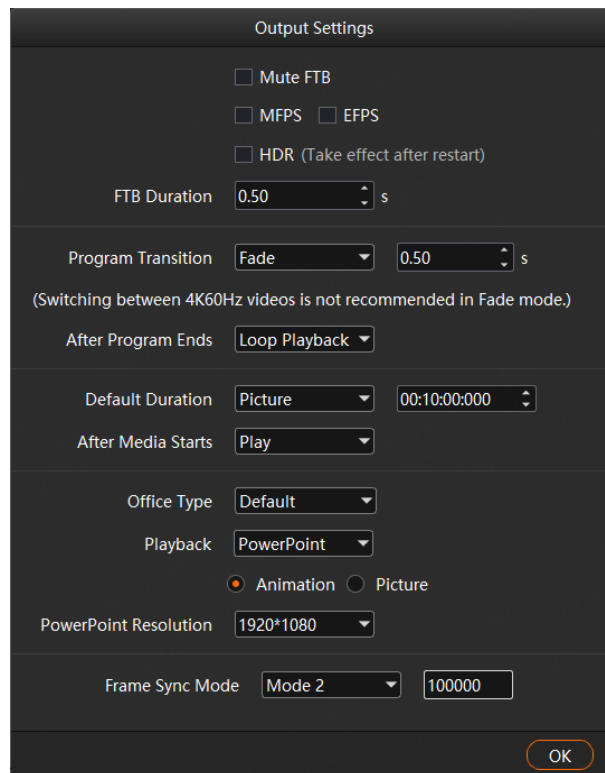 Output Settings
Mute FTB
MFPS EFPS
HDR (Take effect after restart)
FTB Duration 0.50 s
Program Transition Fade 0.50 s
(Switching between 4K60Hz videos is not recommended in Fade mode.)
After Program Ends Loop Playback
Default Duration Picture 00:10:00:000
After Media Starts Play
Office Type Default
Playback PowerPoint
Animation Picture
PowerPoint Resolution 1920*1080
Frame Sync Mode Mode 2 100000
OK